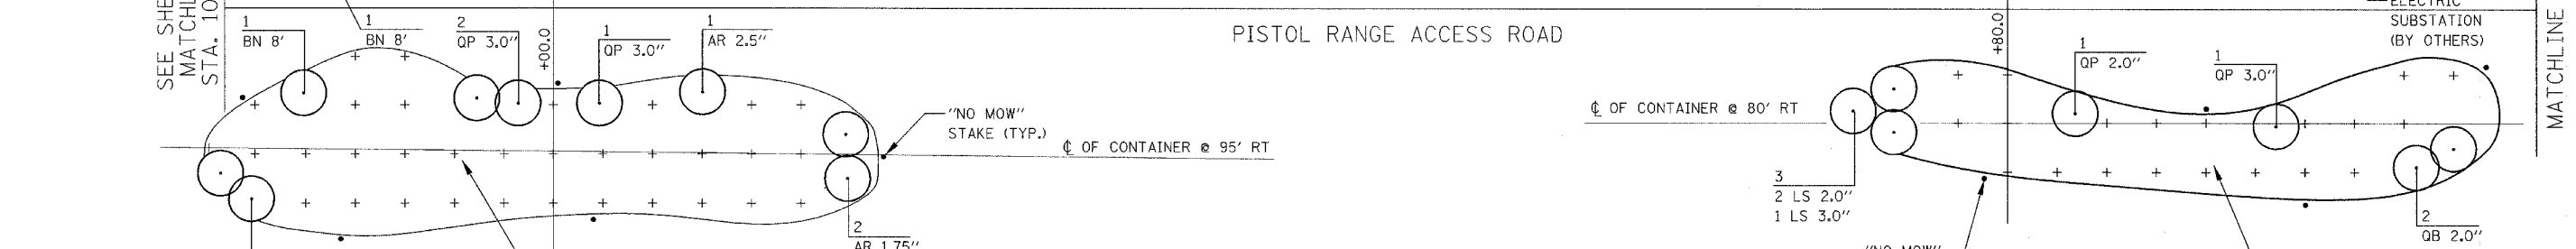 SEE SHE
MATCHL
STA. 10
1
BN 8'
1
BN 8'
2
QP 3.0"
+00.0
1
QP 3.0"
1
AR 2.5"
"NO MOW"
STAKE (TYP.)
℄ OF CONTAINER @ 95' RT
2
AR 1.75"
PISTOL RANGE ACCESS ROAD
℄ OF CONTAINER @ 80' RT
3
2 LS 2.0"
1 LS 3.0"
"NO MOW"
+80.0
1
QP 2.0"
1
QP 3.0"
ELECTRIC
SUBSTATION
(BY OTHERS)
2
QB 2.0"
MATCHLINE